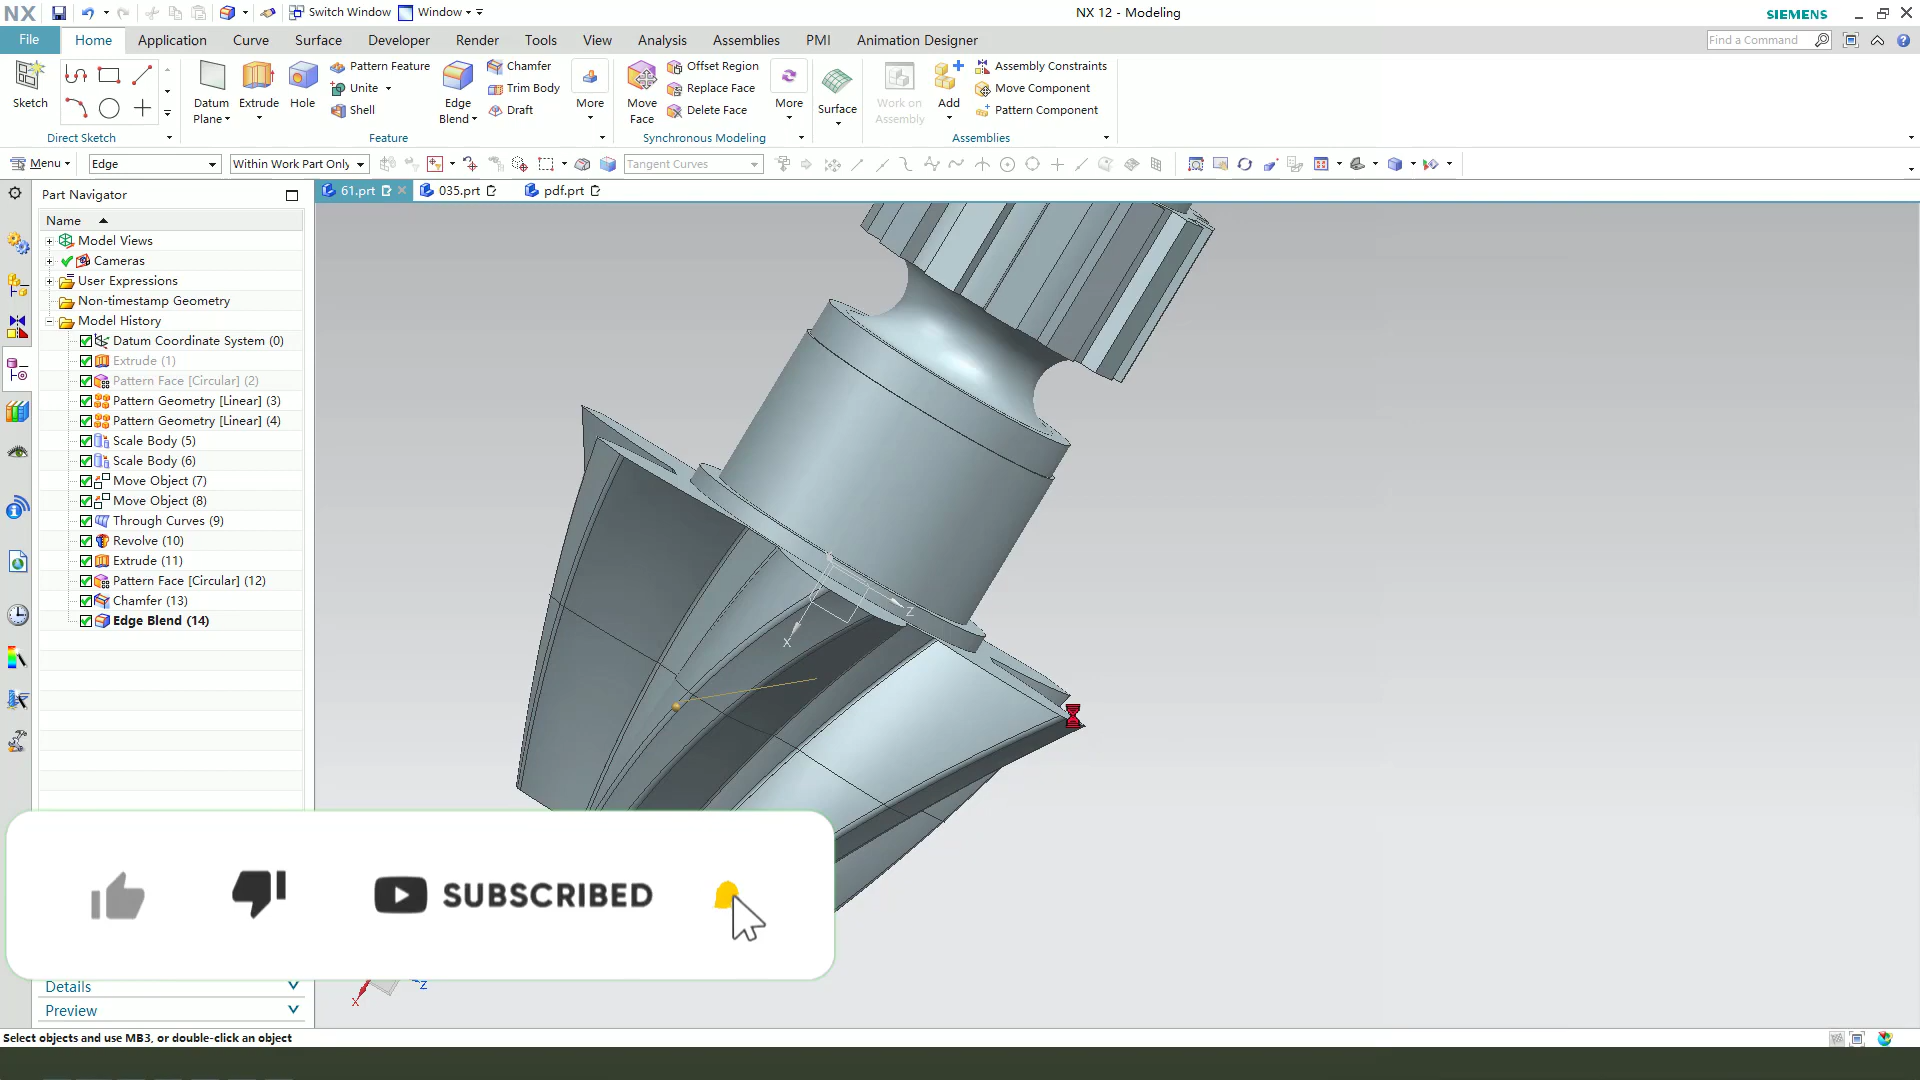 NX
Switch Window Window
NX 12 - Modeling
SIEMENS
File Home Application Curve Surface Assemblies Developer Render Tools View Analysis Assemblies PMI Animation Designer
Find a Command
Sketch
Datum Plane
Extrude
Hole
Pattern Feature
Unite
Shell
Edge Blend
Chamfer
Trim Body
Draft
More
Move Face
Offset Region
Replace Face
Delete Face
More
Surface
Work on Assembly
Add
Assembly Constraints
Move Component
Pattern Component
Direct Sketch
Feature
Synchronous Modeling
Assemblies
Menu Edge Within Work Part Only Tangent Curves
Part Navigator
61.prt 035.prt pdf.prt
Name
Model Views
Cameras
User Expressions
Non-timestamp Geometry
Model History
Datum Coordinate System (0)
Extrude (1)
Pattern Face [Circular] (2)
Pattern Geometry [Linear] (3)
Pattern Geometry [Linear] (4)
Scale Body (5)
Scale Body (6)
Move Object (7)
Move Object (8)
Through Curves (9)
Revolve (10)
Extrude (11)
Pattern Face [Circular] (12)
Chamfer (13)
Edge Blend (14)
Z
X
SUBSCRIBED
Details
Preview
X
Z
Select objects and use MB3, or double-click an object